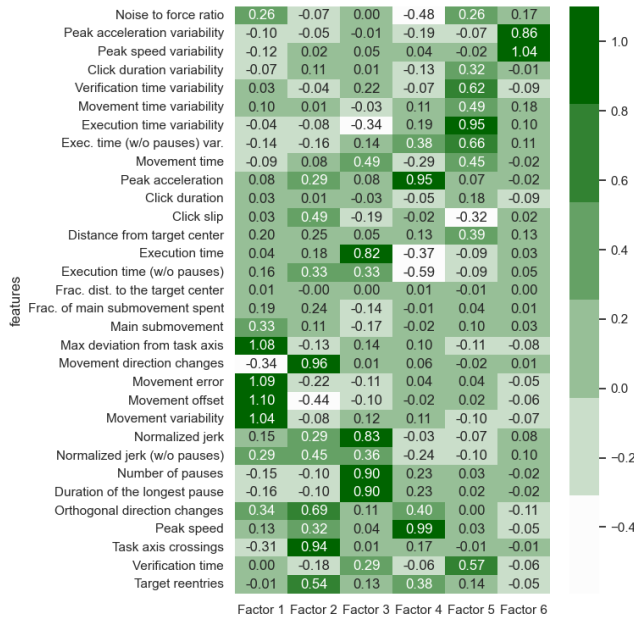 Noise to force ratio 0.26 -0.07 0.00 -0.48 0.26 0.17
Peak acceleration variability -0.10 -0.05 -0.01 -0.19 -0.07 0.86
Peak speed variability -0.12 0.02 0.05 0.04 -0.02 1.04
Click duration variability -0.07 0.11 0.01 -0.13 0.32 -0.01
Verification time variability 0.03 -0.04 0.22 -0.07 0.62 -0.09
Movement time variability 0.10 0.01 -0.03 0.11 0.49 0.18
Execution time variability -0.04 -0.08 -0.34 0.19 0.95 0.10
Exec. time (w/o pauses) var. -0.14 -0.16 0.14 0.38 0.66 0.11
Movement time -0.09 0.08 0.49 -0.29 0.45 -0.02
Peak acceleration 0.08 0.29 0.08 0.95 0.07 -0.02
Click duration 0.03 0.01 -0.03 -0.05 0.18 -0.09
Click slip 0.03 0.49 -0.19 -0.02 -0.32 0.02
Distance from target center 0.20 0.25 0.05 0.13 0.39 0.13
Execution time 0.04 0.18 0.82 -0.37 -0.09 0.03
Execution time (w/o pauses) 0.16 0.33 0.33 -0.59 -0.09 0.05
Frac. dist. to the target center 0.01 -0.00 0.00 0.01 -0.01 0.00
Frac. of main submovement spent 0.19 0.24 -0.14 -0.01 0.04 0.01
Main submovement 0.33 0.11 -0.17 -0.02 0.10 0.03
Max deviation from task axis 1.08 -0.13 0.14 0.10 -0.11 -0.08
Movement direction changes -0.34 0.96 0.01 0.06 -0.02 0.01
Movement error 1.09 -0.22 -0.11 0.04 0.04 -0.05
Movement offset 1.10 -0.44 -0.10 -0.02 0.02 -0.06
Movement variability 1.04 -0.08 0.12 0.11 -0.10 -0.07
Normalized jerk 0.15 0.29 0.83 -0.03 -0.07 0.08
Normalized jerk (w/o pauses) 0.29 0.45 0.36 -0.24 -0.10 0.10
Number of pauses -0.15 -0.10 0.90 0.23 0.03 -0.02
Duration of the longest pause -0.16 -0.10 0.90 0.23 0.02 -0.02
Orthogonal direction changes 0.34 0.69 0.11 0.40 0.00 -0.11
Peak speed 0.13 0.32 0.04 0.99 0.03 -0.05
Task axis crossings -0.31 0.94 0.01 0.17 -0.01 -0.01
Verification time 0.00 -0.18 0.29 -0.06 0.57 -0.06
Target reentries -0.01 0.54 0.13 0.38 0.14 -0.05
Factor 1 Factor 2 Factor 3 Factor 4 Factor 5 Factor 6
features
1.0
0.8
0.6
0.4
0.2
0.0
−0.2
−0.4